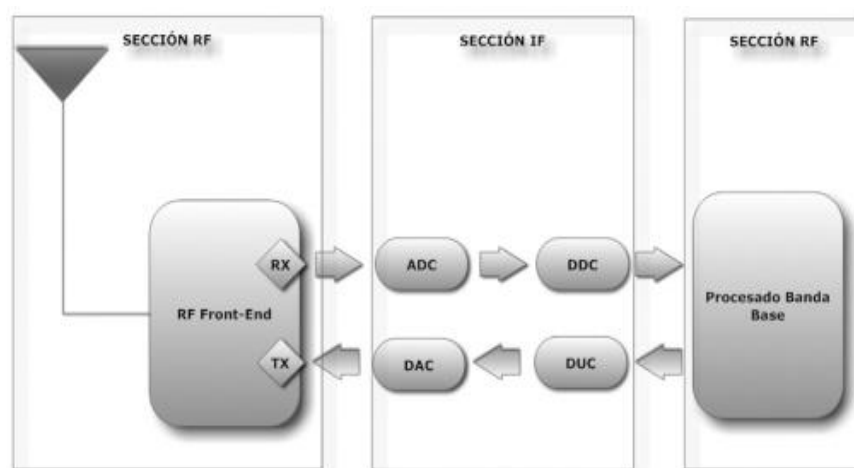 SECCIÓN RF
SECCIÓN IF
SECCIÓN RF
RX
ADC
DDC
RF Front-End
Procesado Banda
Base
TX
DAC
DUC